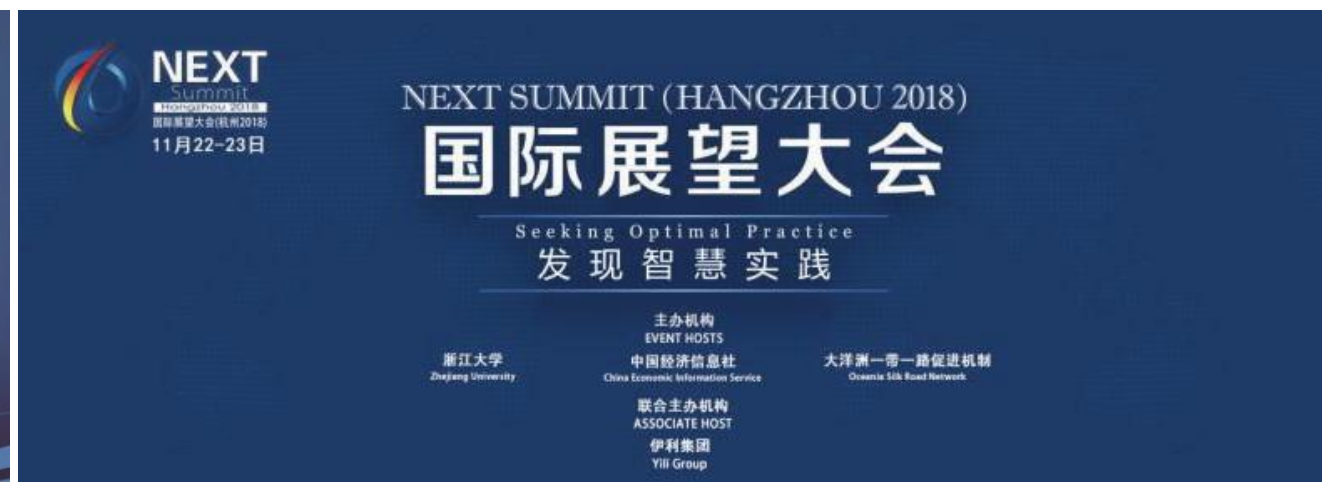 NEXT
Summit
Hangzhou 2018
国际展望大会(杭州2018)
11月22-23日
NEXT SUMMIT (HANGZHOU 2018)
国际展望大会
Seeking Optimal Practice
发现智慧实践
主办机构
EVENT HOSTS
浙江大学
Zhejiang University
中国经济信息社
China Economic Information Service
大洋洲一带一路促进机制
Oceania Silk Road Network
联合主办机构
ASSOCIATE HOST
伊利集团
Yili Group